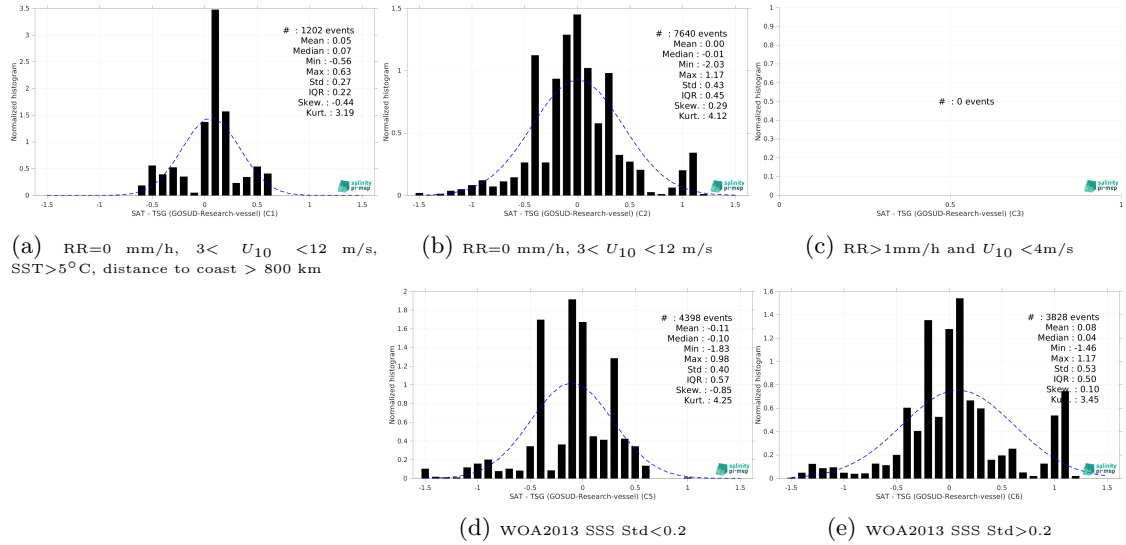 3.5
3
2.5
2
1.5
1
0.5
0
-1.5 -1 -0.5 0 0.5 1 1.5
Normalized histogram
# : 1202 events
Mean : 0.05
Median : 0.07
Min : -0.56
Max : 0.63
Std : 0.27
IQR : 0.22
Skew. : -0.44
Kurt. : 3.19
salinity
pi-mep
SAT - TSG (GOSUD-Research-vessel) (C1)
(a) RR=0 mm/h, 3< U10 <12 m/s,
SST>5°C, distance to coast > 800 km
1.5
1
0.5
0
-1.5 -1 -0.5 0 0.5 1 1.5
Normalized histogram
# : 7640 events
Mean : 0.00
Median : -0.01
Min : -2.03
Max : 1.17
Std : 0.43
IQR : 0.45
Skew. : 0.29
Kurt. : 4.12
salinity
pi-mep
SAT - TSG (GOSUD-Research-vessel) (C2)
(b) RR=0 mm/h, 3< U10 <12 m/s
1
0.9
0.8
0.7
0.6
0.5
0.4
0.3
0.2
0.1
0
0 0.5 1
Normalized histogram
# : 0 events
salinity
pi-mep
SAT - TSG (GOSUD-Research-vessel) (C3)
(c) RR>1mm/h and U10 <4m/s
2
1.8
1.6
1.4
1.2
1
0.8
0.6
0.4
0.2
0
-1.5 -1 -0.5 0 0.5 1 1.5
Normalized histogram
# : 4398 events
Mean : -0.11
Median : -0.10
Min : -1.83
Max : 0.98
Std : 0.40
IQR : 0.57
Skew. : -0.85
Kurt. : 4.25
salinity
pi-mep
SAT - TSG (GOSUD-Research-vessel) (C5)
(d) WOA2013 SSS Std<0.2
1.6
1.4
1.2
1
0.8
0.6
0.4
0.2
0
-1.5 -1 -0.5 0 0.5 1 1.5
Normalized histogram
# : 3828 events
Mean : 0.08
Median : 0.04
Min : -1.46
Max : 1.17
Std : 0.53
IQR : 0.50
Skew. : 0.10
Kurt. : 3.45
salinity
pi-mep
SAT - TSG (GOSUD-Research-vessel) (C6)
(e) WOA2013 SSS Std>0.2